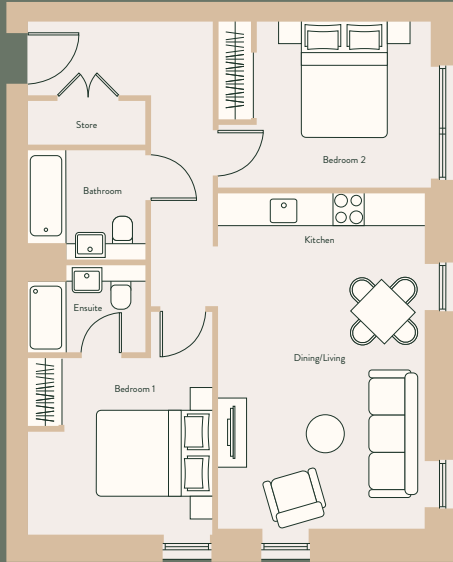 Store
Bedroom 2
Bathroom
Kitchen
Ensuite
Dining/Living
Bedroom 1